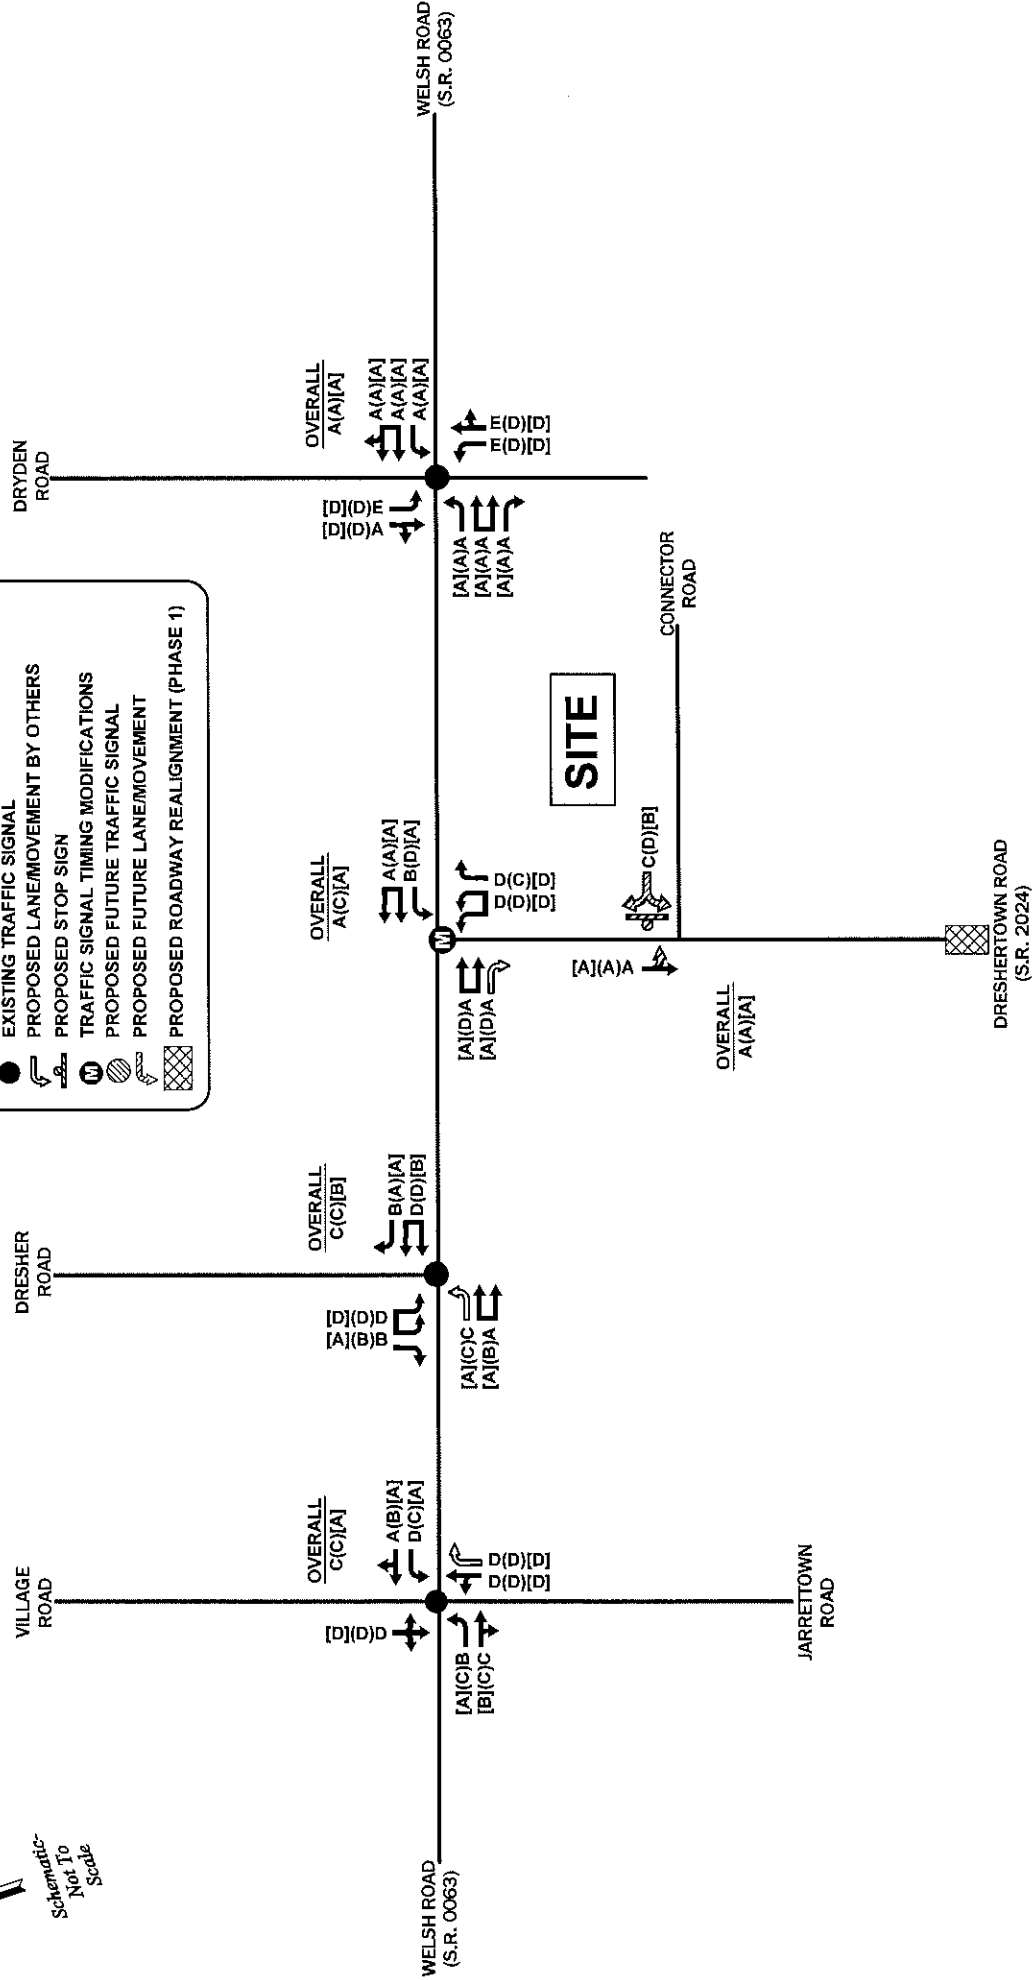 EXISTING TRAFFIC SIGNAL
PROPOSED LANE/MOVEMENT BY OTHERS
PROPOSED STOP SIGN
M TRAFFIC SIGNAL TIMING MODIFICATIONS
PROPOSED FUTURE TRAFFIC SIGNAL
PROPOSED FUTURE LANE/MOVEMENT
PROPOSED ROADWAY REALIGNMENT (PHASE 1)
Schematic-
Not To
Scale
VILLAGE
ROAD
DRESHER
ROAD
DRYDEN
ROAD
WELSH ROAD
(S.R. 0063)
OVERALL
C(C)[A]
A(B)[A]
D(C)[A]
[D](D)D
[A](C)B
[B](C)C
D(D)[D]
D(D)[D]
JARRETTOWN
ROAD
OVERALL
C(C)[B]
B(A)[A]
D(D)[B]
[D](D)D
[A](B)B
[A](C)C
[A](B)A
OVERALL
A(C)[A]
A(A)[A]
B(D)[A]
M
[A](D)A
[A](D)A
D(C)[D]
D(D)[D]
OVERALL
A(A)[A]
A(A)[A]
A(A)[A]
A(A)[A]
[D](D)E
[D](D)A
[A](A)A
[A](A)A
[A](A)A
E(D)[D]
E(D)[D]
WELSH ROAD
(S.R. 0063)
SITE
CONNECTOR
ROAD
C(D)[B]
[A](A)A
OVERALL
A(A)[A]
DRESHERTOWN ROAD
(S.R. 2024)